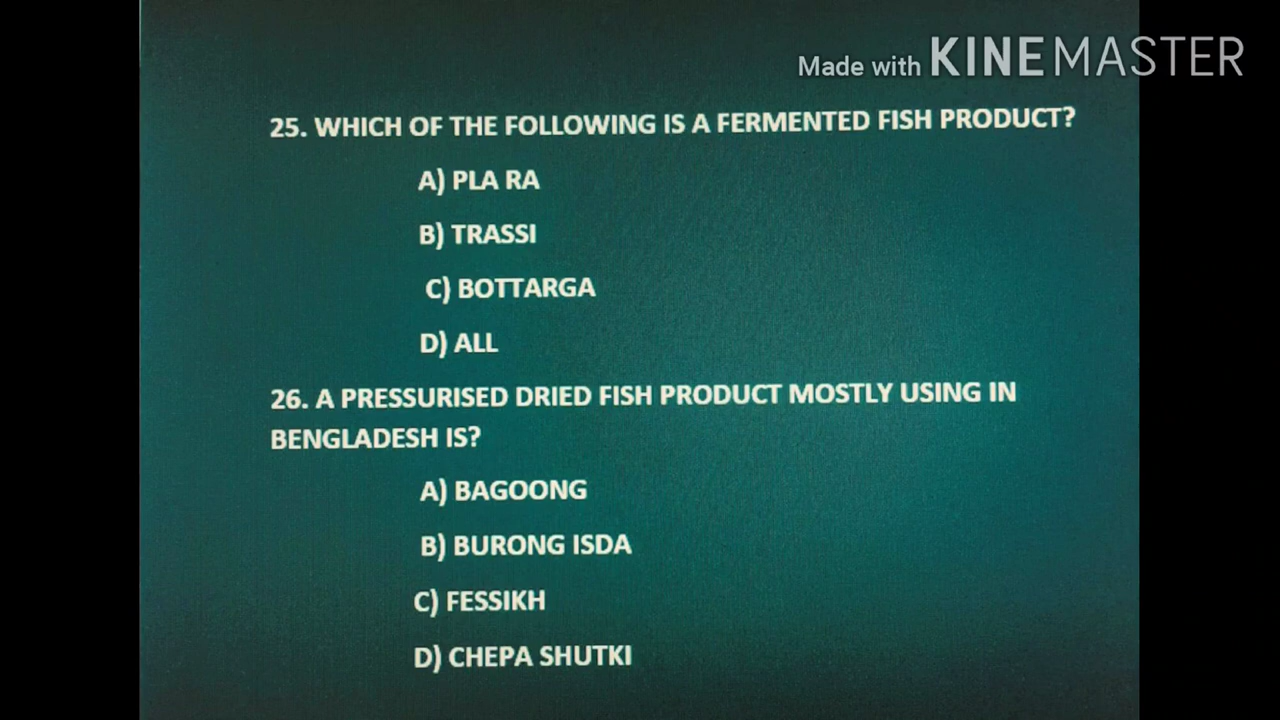 Made with KINEMASTER
25. WHICH OF THE FOLLOWING IS A FERMENTED FISH PRODUCT?
A) PLA RA
B) TRASSI
C) BOTTARGA
D) ALL
26. A PRESSURISED DRIED FISH PRODUCT MOSTLY USING IN
BENGLADESH IS?
A) BAGOONG
B) BURONG ISDA
C) FESSIKH
D) CHEPA SHUTKI